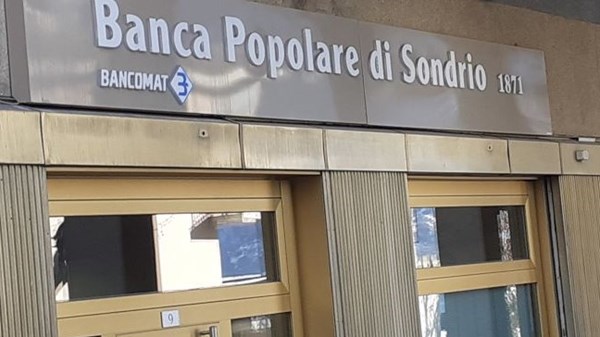 Banca Popolare di Sondrio 1871
BANCOMAT
9